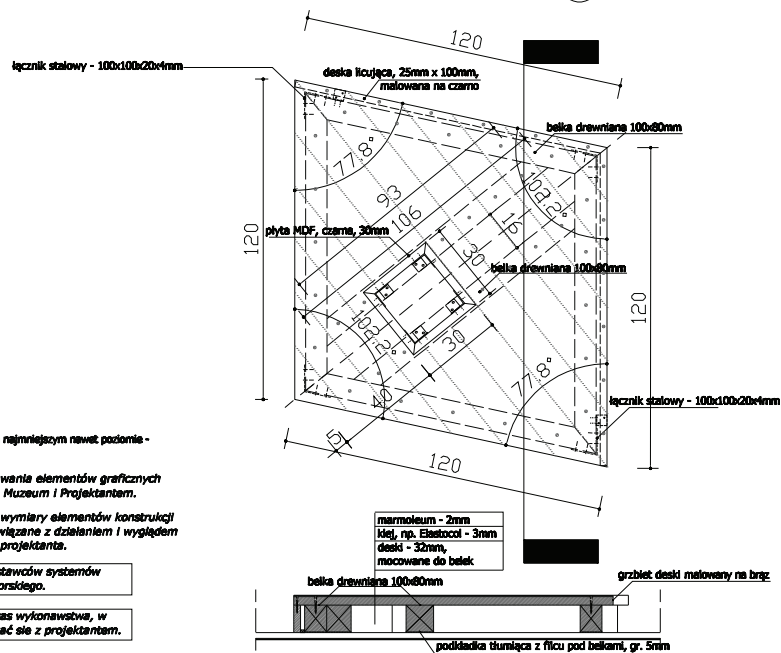 120
łącznik stalowy - 100x100x20x4mm
deska licująca, 25mm x 100mm,
malowana na czarno
belka drewniana 100x80mm
77.8°
102.2°
93
106
16
120
płyta MDF, czarna, 30mm
30
belka drewniana 100x80mm
120
102.2°
30
77.8°
40
łącznik stalowy - 100x100x20x4mm
5
120
najmniejszym nawet poziomie -
wania elementów graficznych
Muzeum i Projektantem.
wymiary elementów konstrukcji
wiązane z działaniem i wyglądem
projektanta.
stawców systemów
orskiego.
as wykonawstwa, w
ać sie z projektantem.
marmoleum - 2mm
klej, np. Elastocol - 3mm
deski - 32mm,
mocowane do belek
belka drewniana 100x80mm
grzbiet deski malowany na brąz
podkładka tłumiąca z filcu pod belkami, gr. 5mm